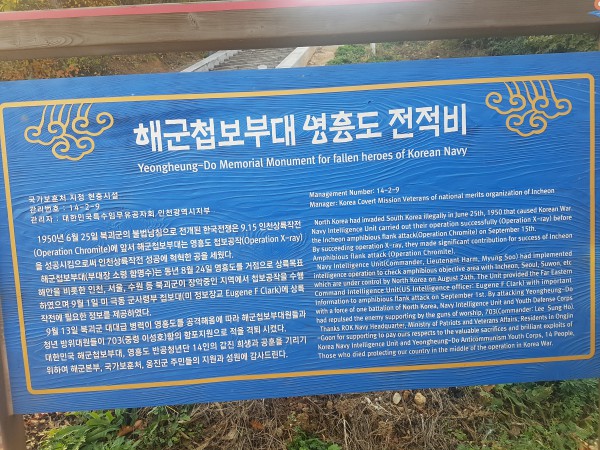 해군첩보부대 영흥도 전적비
Yeongheung-Do Memorial Monument for fallen heroes of Korean Navy
국가보훈처 지정 현충시설
관리번호 : 14-2-9
관리자 : 대한민국특수임무유공자회 인천광역시지부
1950년 6월 25일 북괴군의 불법남침으로 전개된 한국전쟁은 9.15 인천상륙작전
(Operation Chromite)에 앞서 해군첩보부대는 영흥도 첩보공작(Operation X-ray)
을 성공시킴으로써 인천상륙작전 성공에 혁혁한 공을 세웠다.
해군첩보부대(부대장 소령 함명수)는 동년 8월 24일 영흥도를 거점으로 상륙목표
해안을 비롯한 인천, 서울, 수원 등 북괴군이 장악중인 지역에서 첩보공작을 수행
하였으며 9월 1일 미 극동 군사령부 첩보대(미 정보장교 Eugene F Clark)에 상륙
작전에 필요한 정보를 제공하였다.
9월 13일 북괴군 대대급 병력이 영흥도를 공격해옴에 따라 해군첩보부대원들과
청년 방위대원들이 703(중령 이성호)함의 함포지원으로 적을 격퇴 시켰다.
대한민국 해군첩보부대, 영흥도 반공청년단 14인의 값진 희생과 공훈을 기리기
위하여 해군본부, 국가보훈처, 옹진군 주민들의 지원과 성원에 감사드린다.
Management Number: 14-2-9
Manager: Korea Covert Mission Veterans of national merits organization of Incheon
North Korea had invaded South Korea illegally in June 25th, 1950 that caused Korean War.
Navy Intelligence Unit carried out their operation successfully (Operation X-ray) before
the Incheon amphibious flank attack(Operation Chromite) on September 15th.
By succeeding operation X-ray, they made significant contribution for success of Incheon
Amphibious flank attack (Operation Chromite).
Navy Intelligence Unit(Commander, Lieutenant Harm, Myung Soo) had implemented
intelligence operation to check amphibious objective area with Incheon, Seoul, Suwon, etc
which are under control by North Korea on August 24th. The Unit provided the Far Eastern
Command Intelligence Unit(US Intelligence officer: Eugene F Clark) with important
information to amphibious flank attack on September 1st. By attacking Yeongheung-Do
with a force of one battalion of North Korea, Navy Intelligence Unit and Youth Defense Corps
had repulsed the enemy supporting by the guns of worship, 703(Commander: Lee Sung Ho).
Thanks ROK Navy Headquarter, Ministry of Patriots and Veterans Affairs, Residents in Ongjin
-Goon for supporting to pay ours respects to the valuable sacrifices and brilliant exploits of
Korea Navy Intelligence Unit and Yeongheung-Do Anticommunism Youth Corps, 14 People,
Those who died protecting our country in the middle of the operation in Korea War.